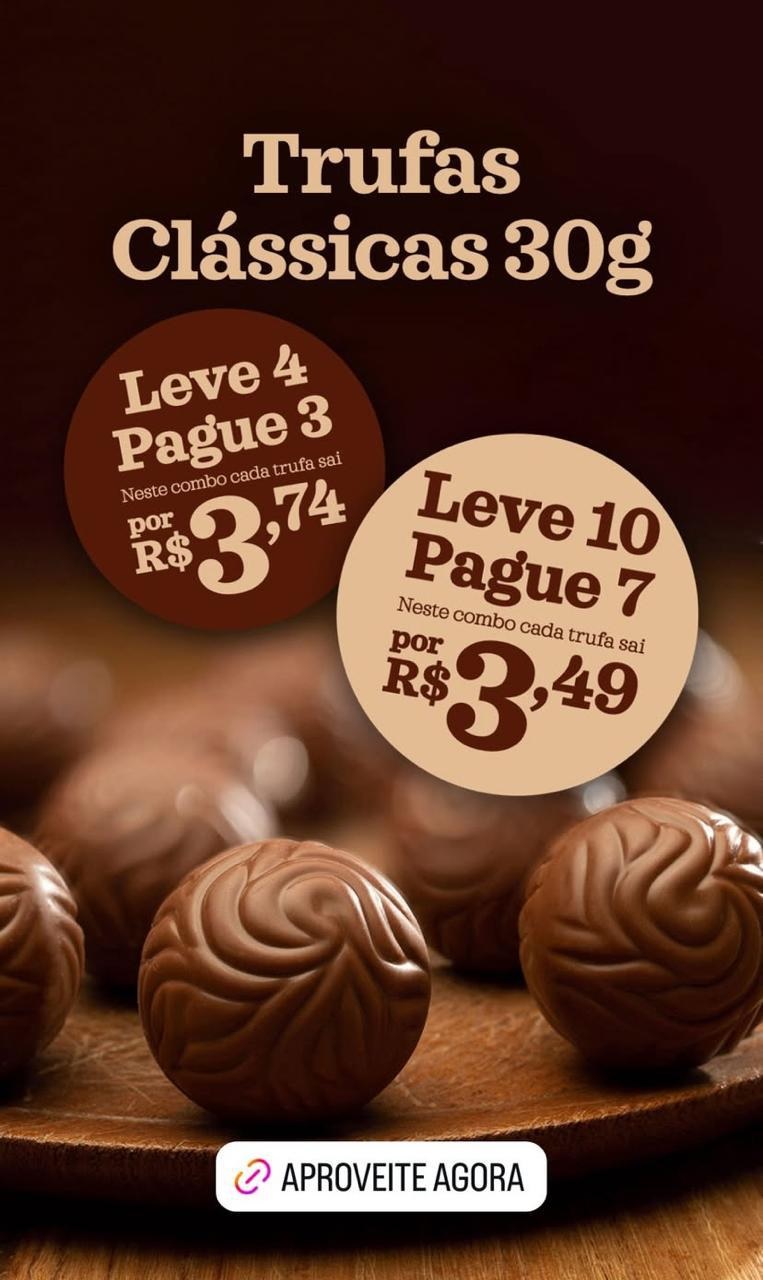 Trufas
Clássicas 30g
Leve 4
Pague 3
Neste combo cada trufa sai
por
R$3,74
Leve 10
Pague 7
Neste combo cada trufa sai
por
R$3,49
APROVEITE AGORA